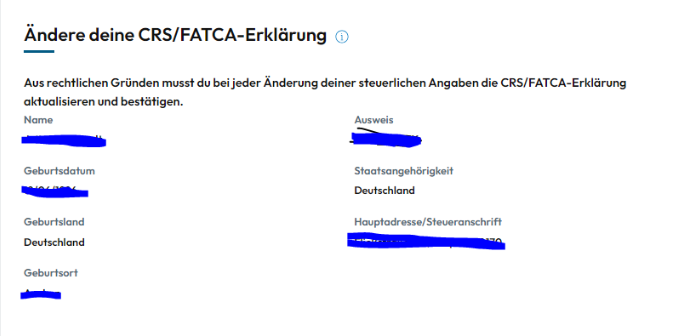 Ändere deine CRS/FATCA-Erklärung
Aus rechtlichen Gründen musst du bei jeder Änderung deiner steuerlichen Angaben die CRS/FATCA-Erklärung
aktualisieren und bestätigen.
Name
Ausweis
Geburtsdatum
Staatsangehörigkeit
Deutschland
Geburtsland
Hauptadresse/Steueranschrift
Deutschland
Geburtsort